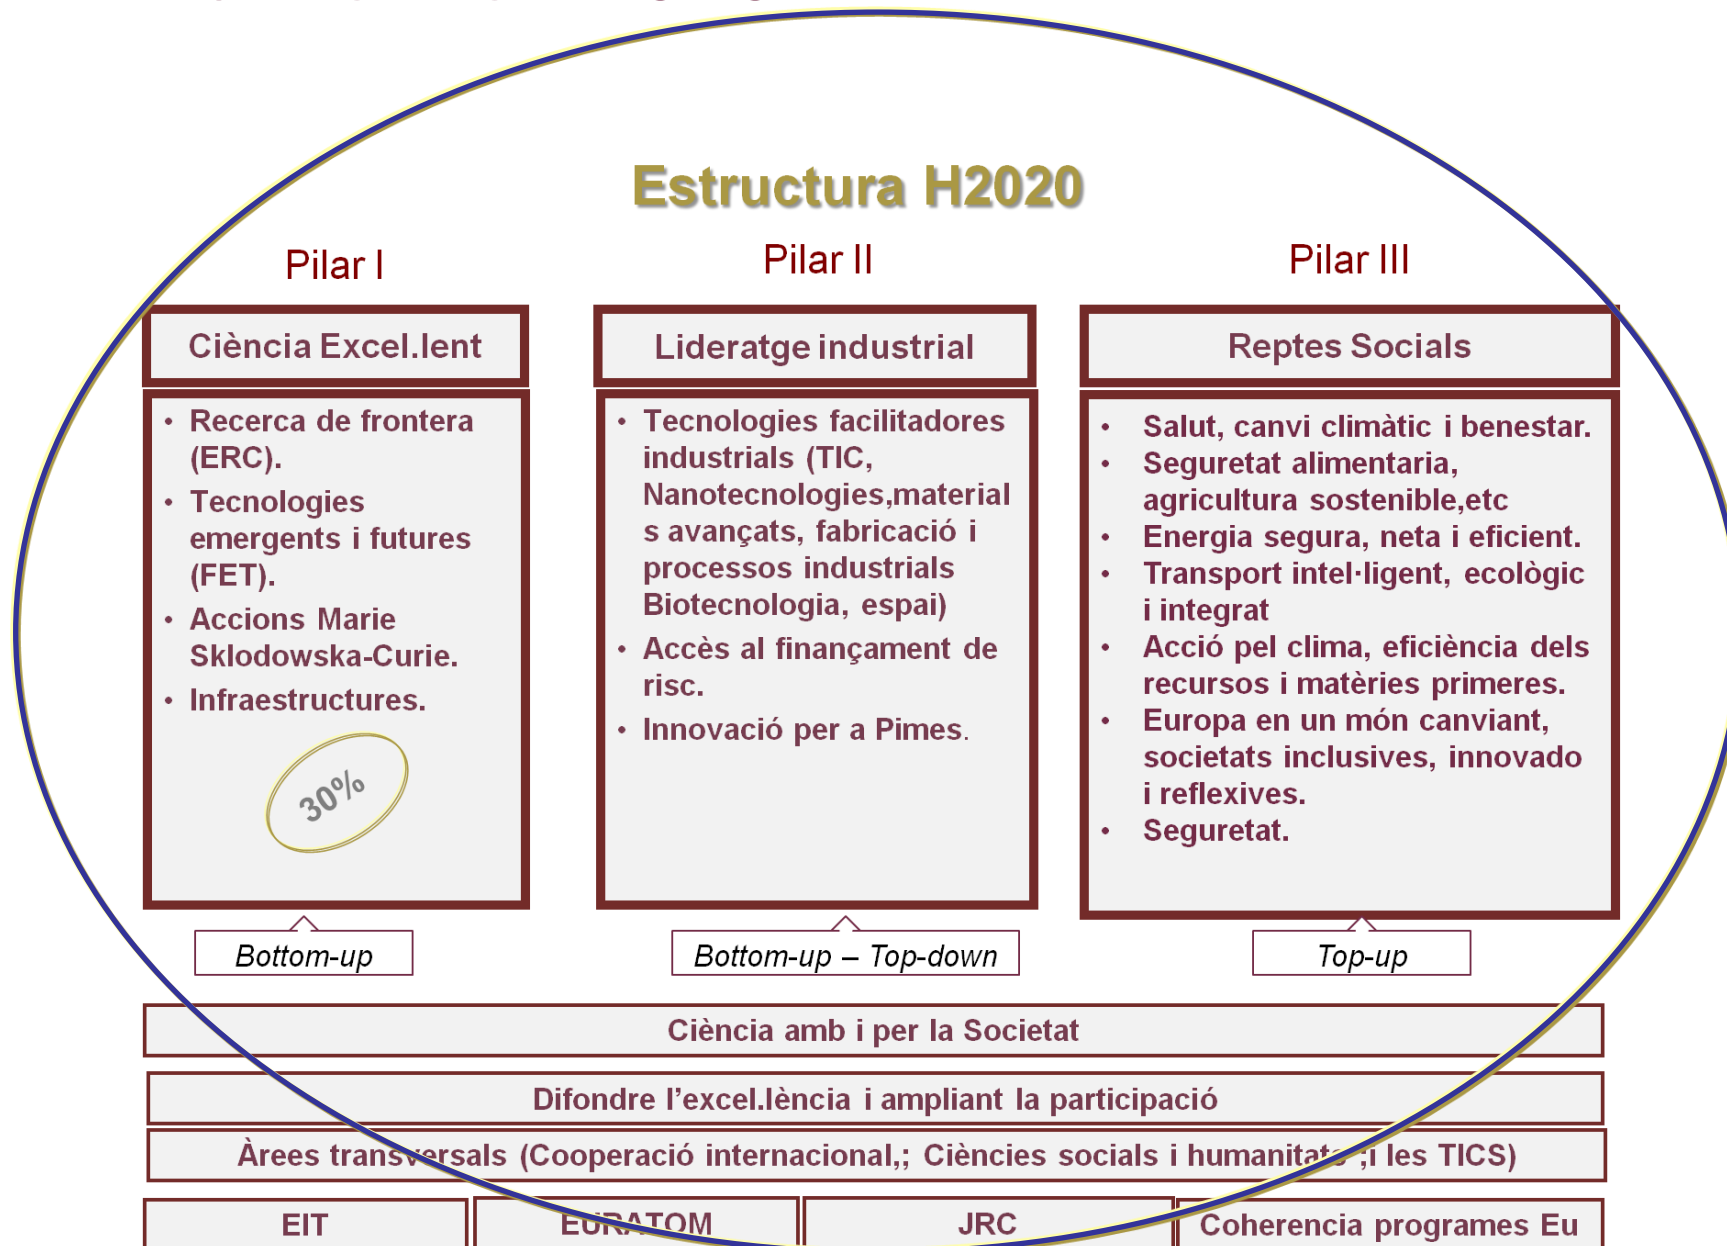 Estructura H2020
Pilar I
Pilar II
Pilar III
Ciència Excel.lent
Lideratge industrial
Reptes Socials
• Recerca de frontera
(ERC).
• Tecnologies
emergents i futures
(FET).
• Accions Marie
Sklodowska-Curie.
• Infraestructures.
30%
• Tecnologies facilitadores
industrials (TIC,
Nanotecnologies,material
s avançats, fabricació i
processos industrials
Biotecnologia, espai)
• Accès al finançament de
risc.
• Innovació per a Pimes.
• Salut, canvi climàtic i benestar.
• Seguretat alimentaria,
agricultura sostenible,etc
• Energia segura, neta i eficient.
• Transport intel·ligent, ecològic
i integrat
• Acció pel clima, eficiència dels
recursos i matèries primeres.
• Europa en un món canviant,
societats inclusives, innovado
i reflexives.
• Seguretat.
Bottom-up
Bottom-up – Top-down
Top-up
Ciència amb i per la Societat
Difondre l’excel.lència i ampliant la participació
Àrees transversals (Cooperació internacional,; Ciències socials i humanitats ;i les TICS)
EIT
EURATOM
JRC
Coherencia programes Eu